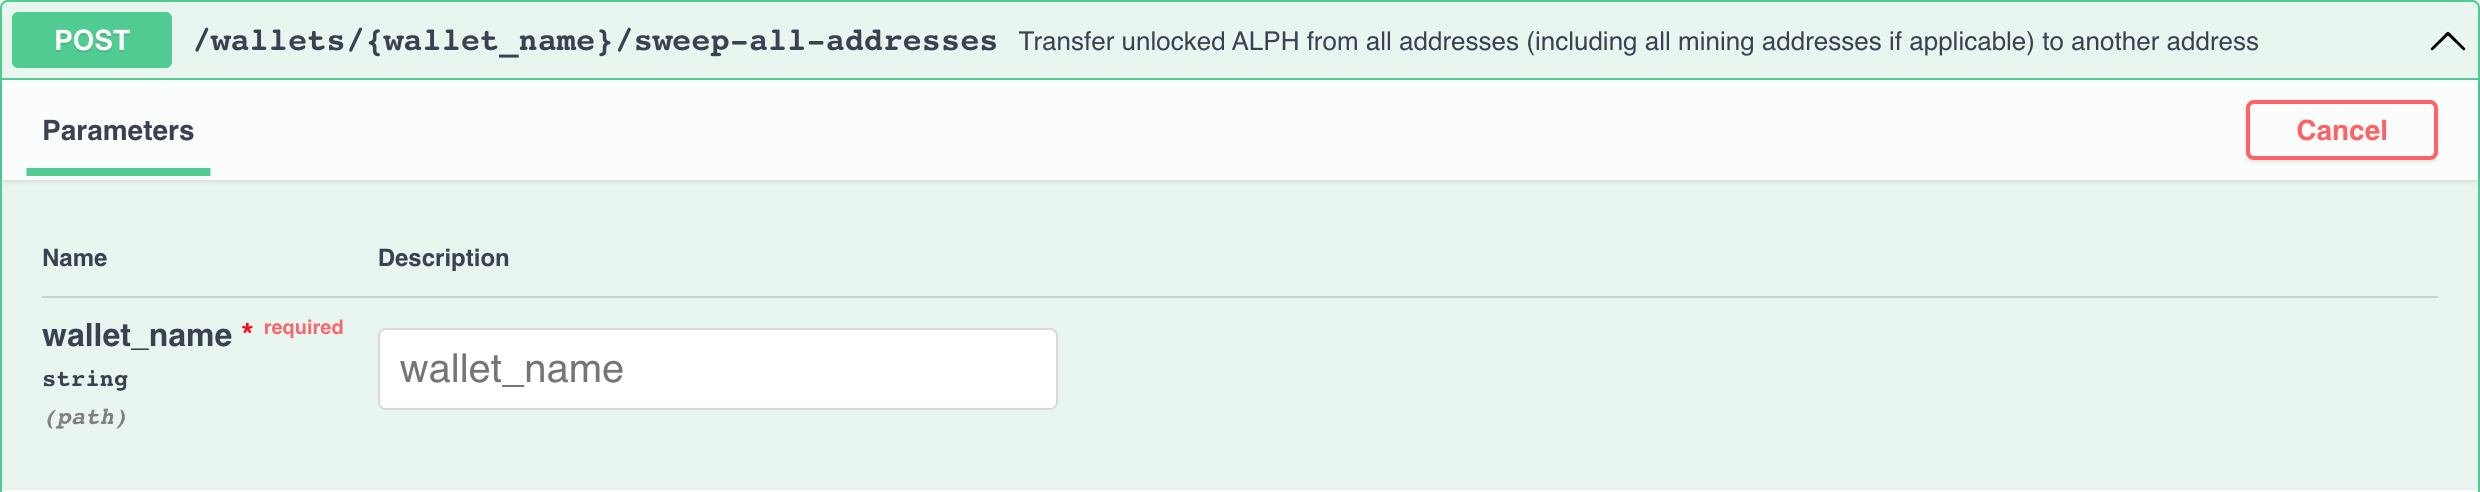 POST /wallets/{wallet_name}/sweep-all-addresses Transfer unlocked ALPH from all addresses (including all mining addresses if applicable) to another address
Parameters Cancel
Name Description
wallet_name * required
wallet_name
string
(path)